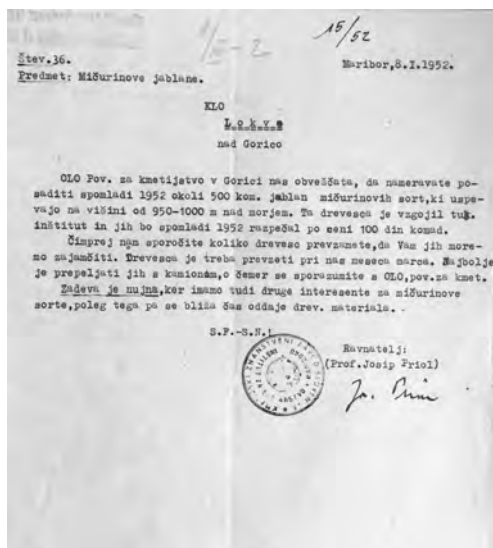 15/52
Štev.36.
Maribor,8.I.1952.
Predmet: Mičurinove jablane.
KLO
Lokve
nad Gorico
OLO Pov. za kmetijstvo v Gorici nas obvešćata, da nameravate po-
saditi spomladi 1952 okoli 500 kom. jablan mičurinovih sort,ki uspe-
vajo na višini od 950-1000 m nad morjem. Ta drevesca je vzgojil tuk.
inštitut in jih bo spomladi 1952 razpečal po ceni 100 din komad.
Čimprej nam sporočite koliko dreves prevzamete,da Vam jih more-
mo zajamčiti. Drevesca je treba prevzeti pri nas meseca marca. Najbolje
je prepeljati jih s kamionom,o čemer se sporazumite s OLO,pov.za kmet.
Zadeva je nujna,ker imamo tudi druge interesente za mičurinove
sorte,poleg tega pa se bliža čas oddaje drev. materiala.
S.F.-S.N.!
Ravnatelj:
(Prof.Josip Priol)